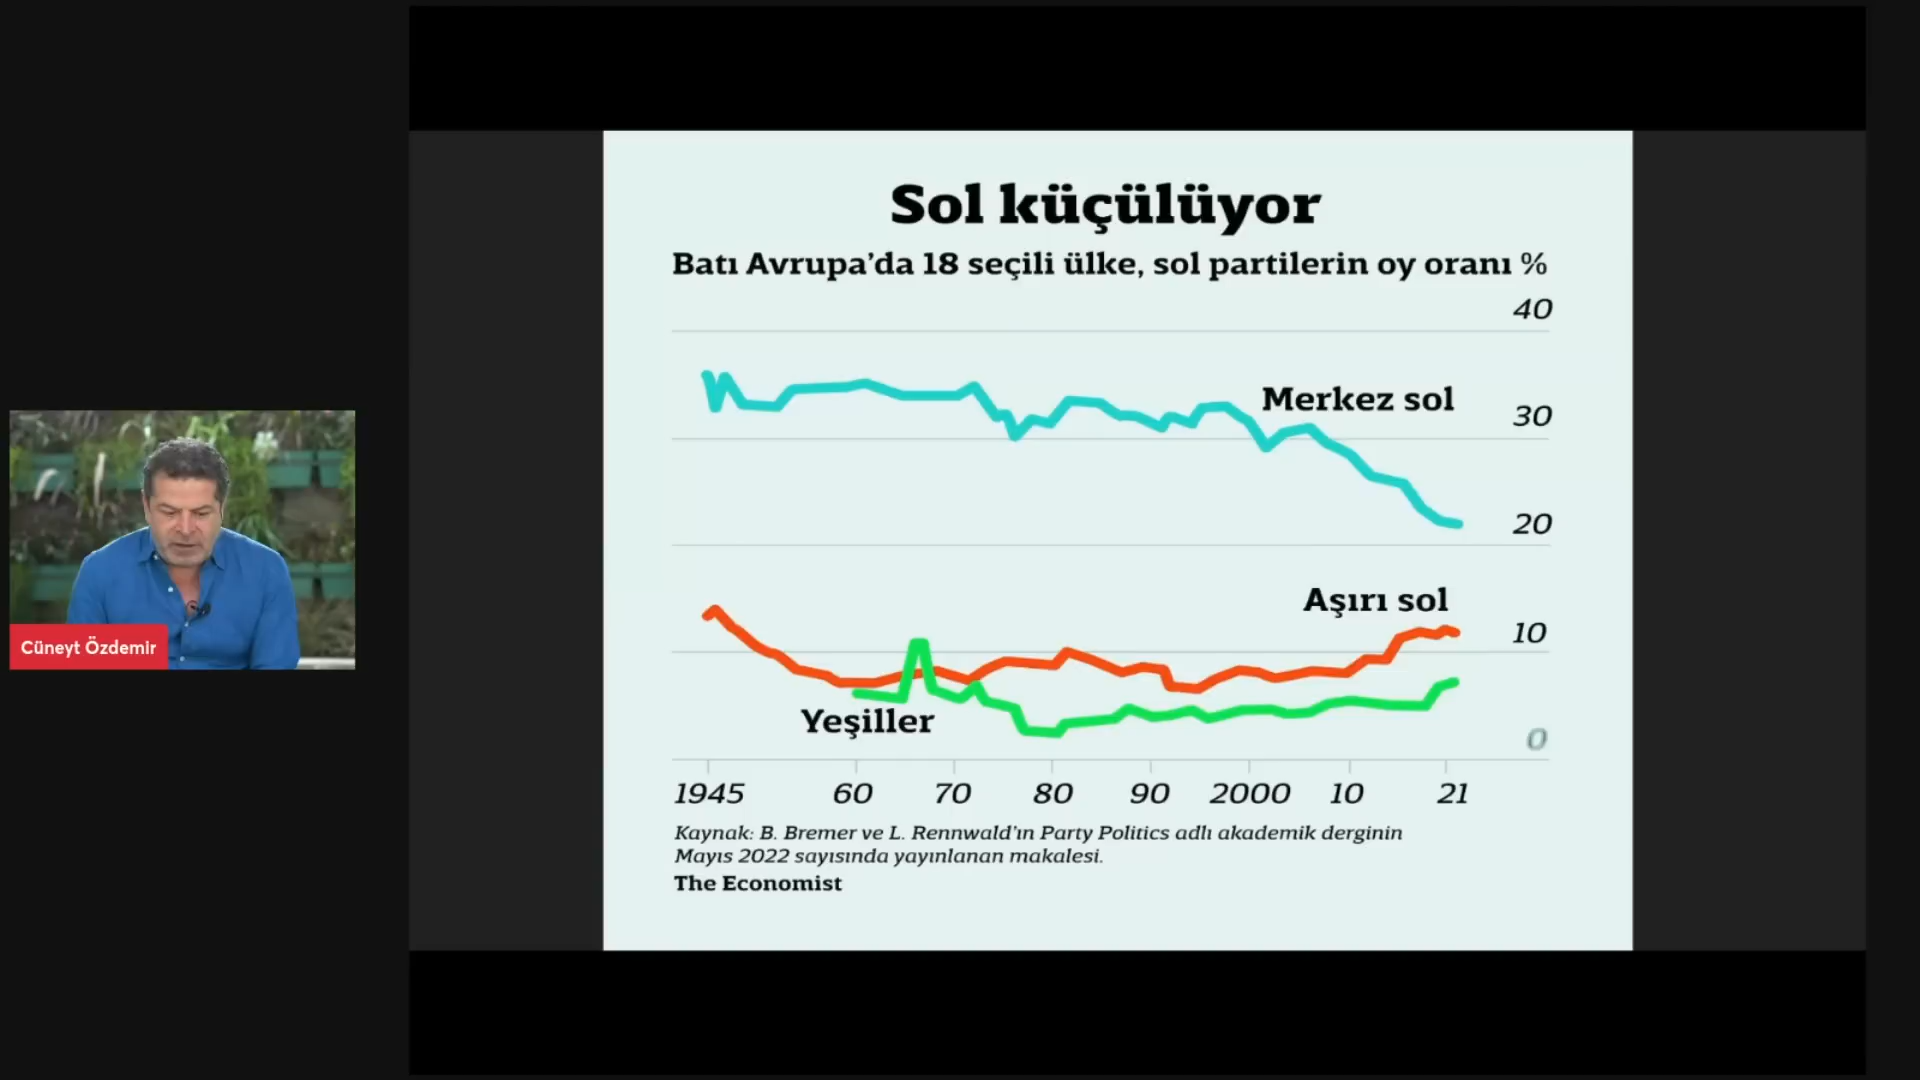 Sol küçülüyor
Batı Avrupa'da 18 seçili ülke, sol partilerin oy oranı %
40
Merkez sol
30
20
Aşırı sol
10
Yeşiller
0
1945 60 70 80 90 2000 10 21
Kaynak: B. Bremer ve L. Rennwald'ın Party Politics adlı akademik derginin
Mayıs 2022 sayısında yayınlanan makalesi.
The Economist
Cüneyt Özdemir